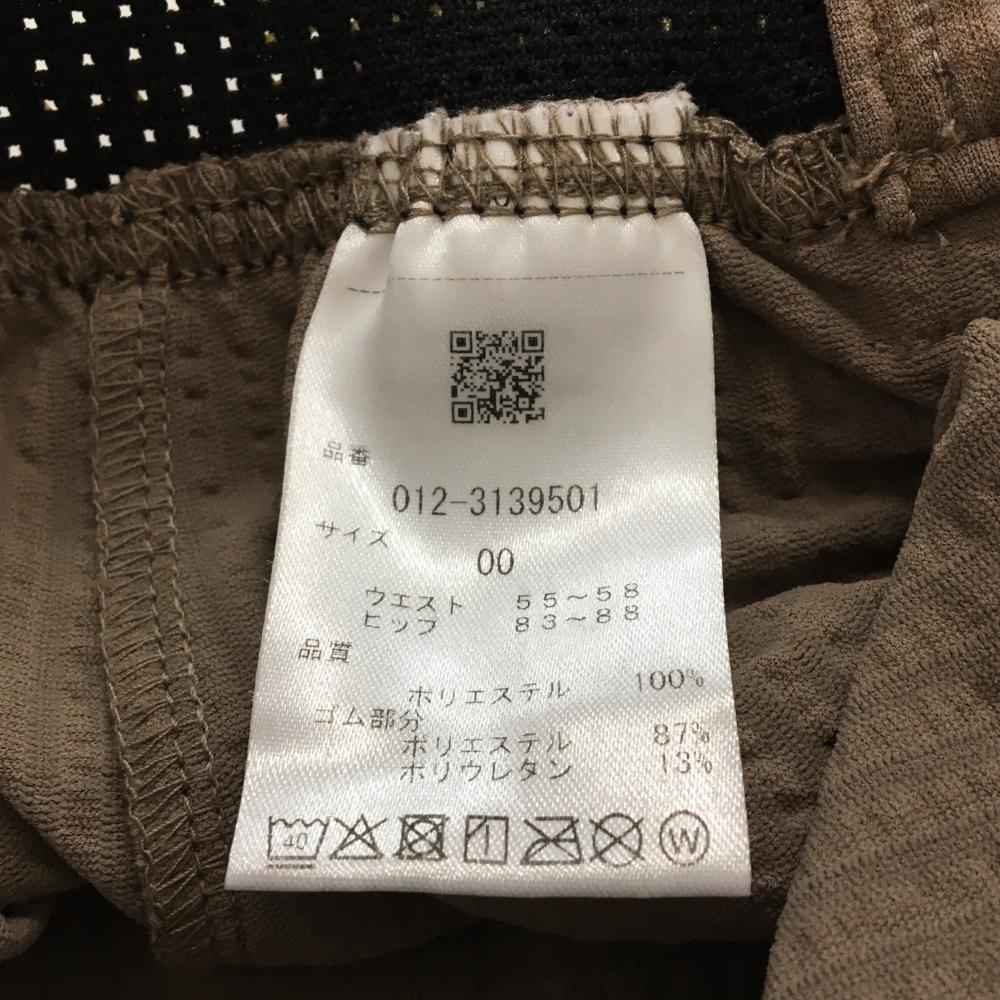 品番
012-3139501
サイズ
00
ウエスト 55～58
ヒップ 83～88
品質
ポリエステル 100%
ゴム部分
ポリエステル 87%
ポリウレタン 13%
40 W